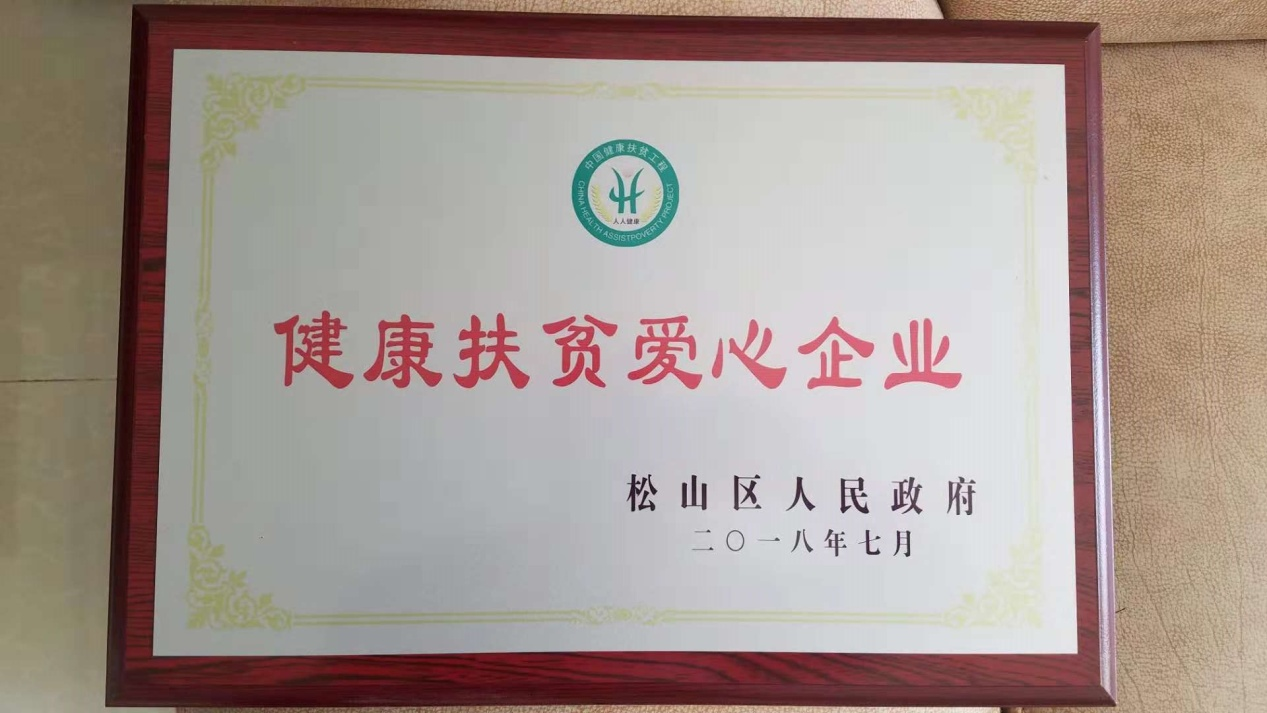 中国健康扶贫工程
人人健康
CHINA HEALTH ASSISTPOVERTY PROJECT
健康扶贫爱心企业
松山区人民政府
二〇一八年七月